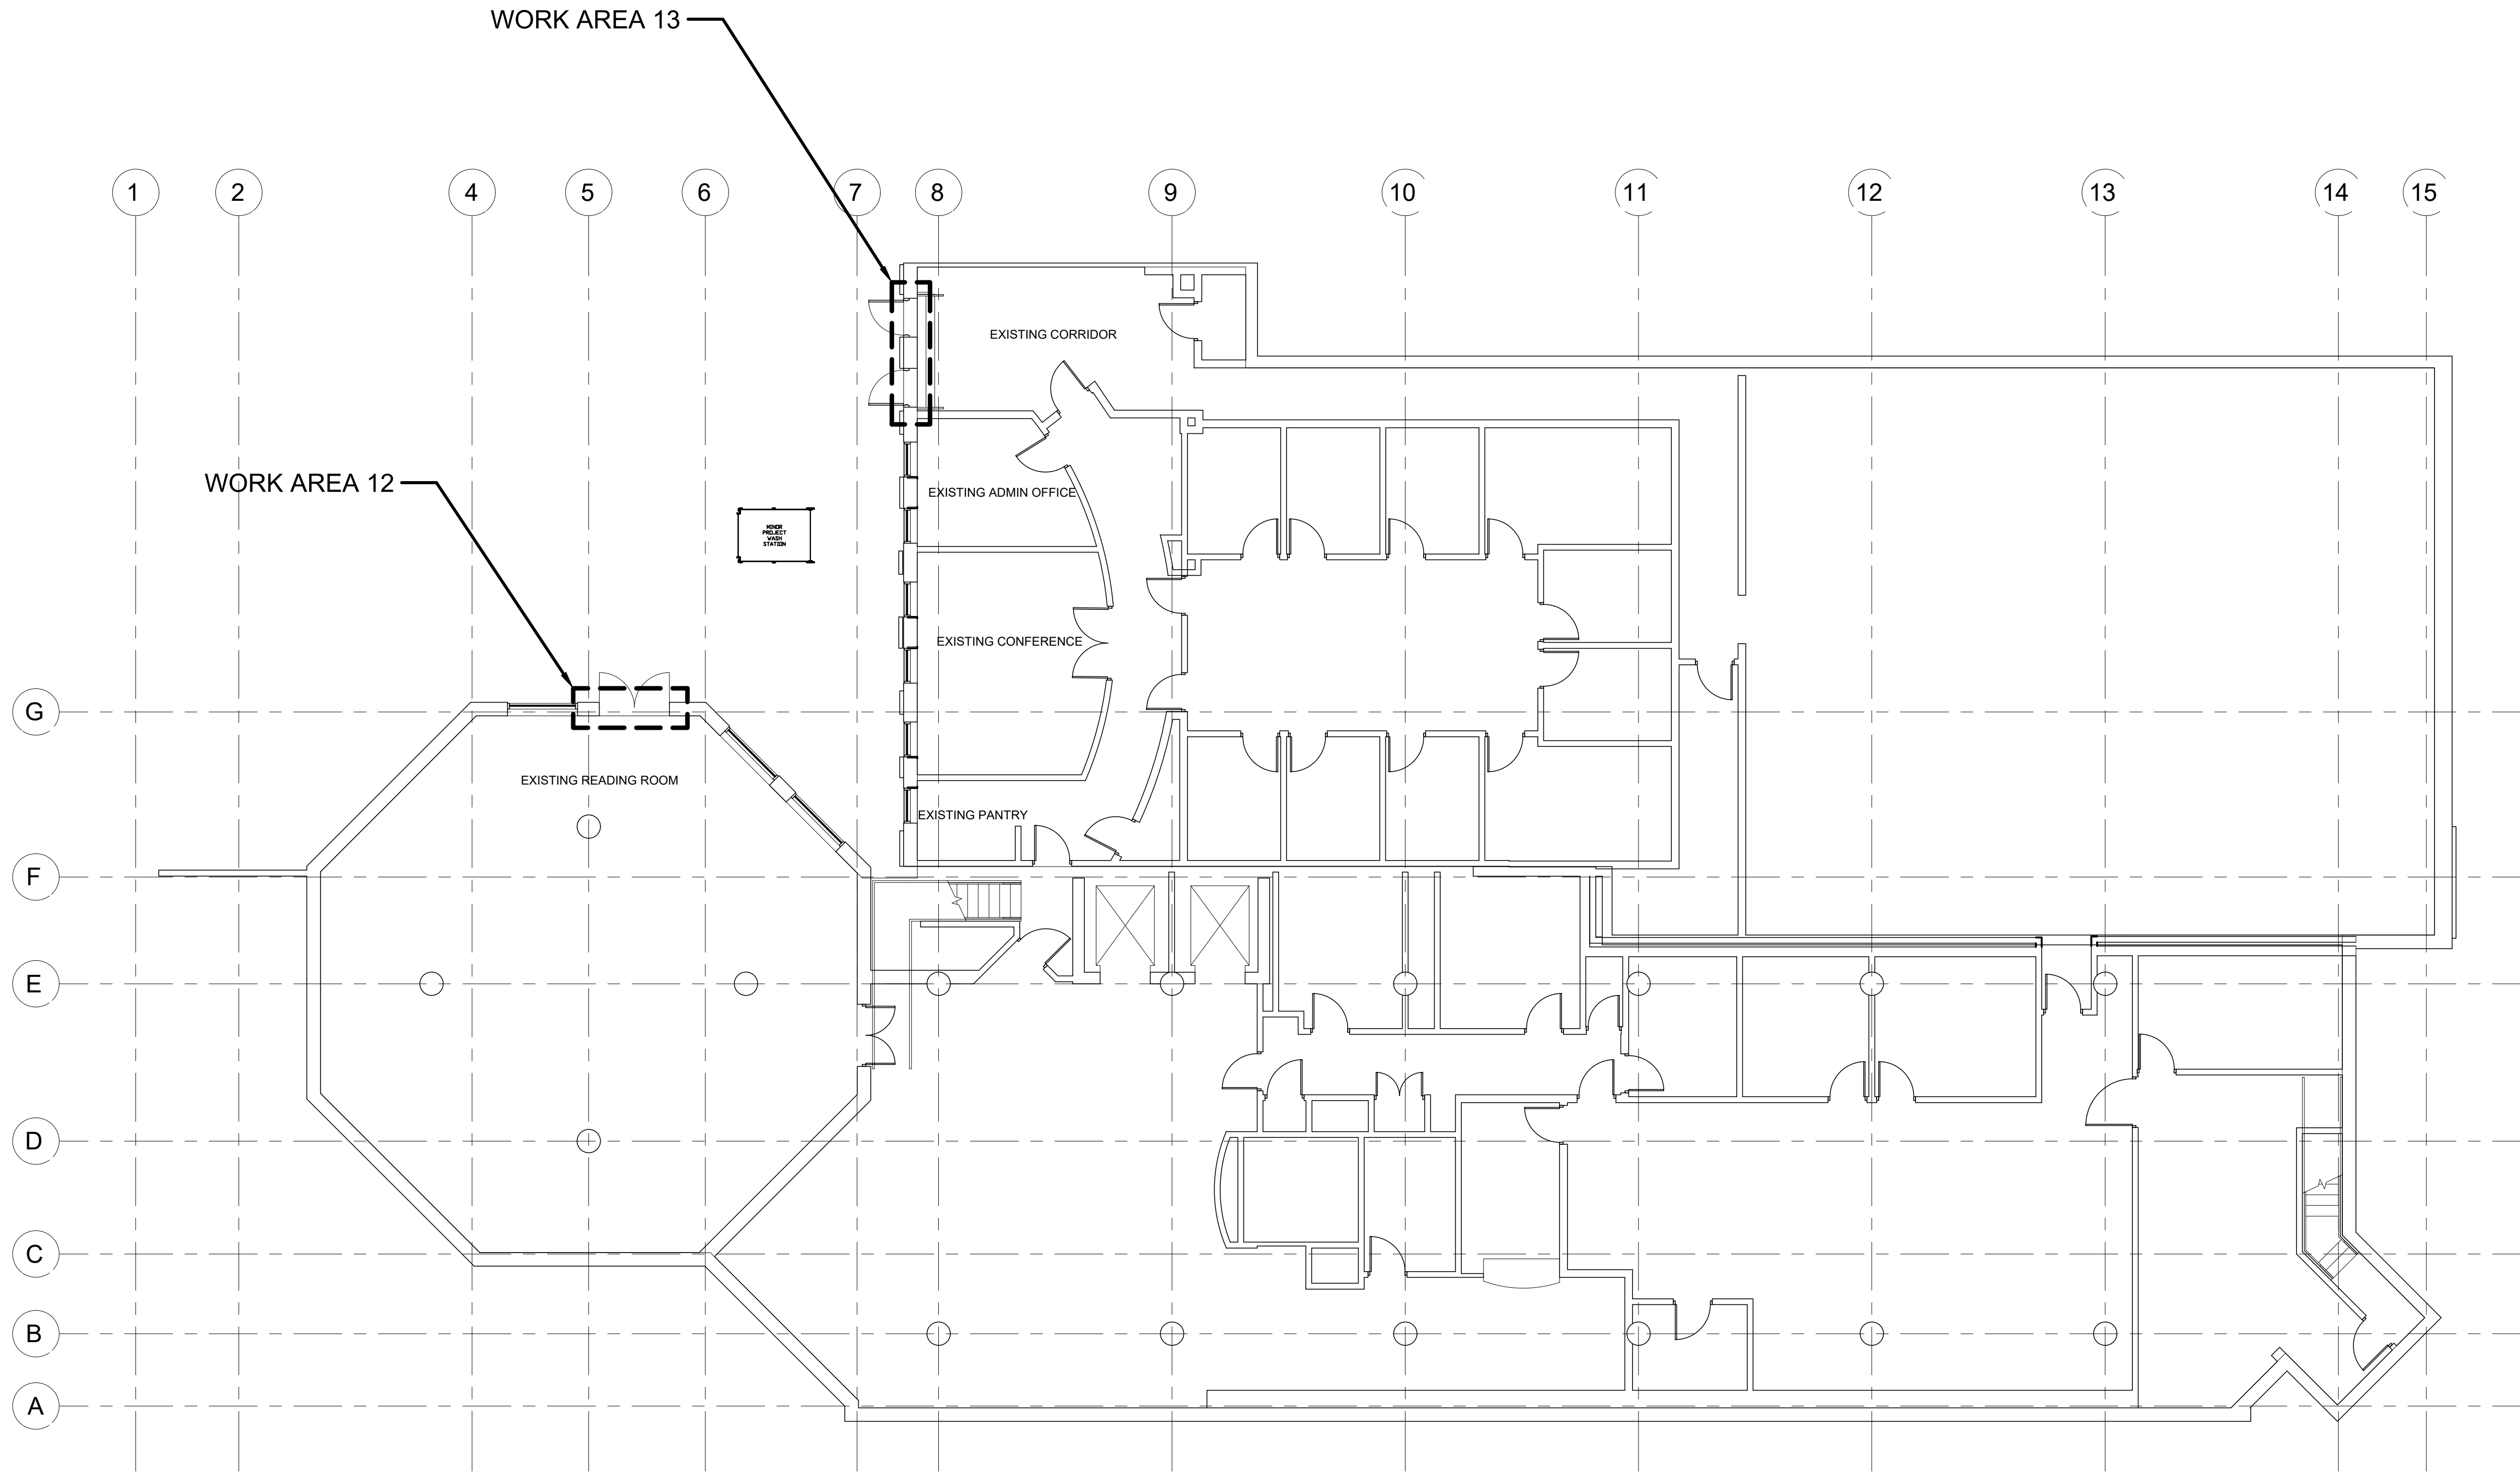 WORK AREA 13
1
2
4
5
6
7
8
9
10
11
12
13
14
15
EXISTING CORRIDOR
WORK AREA 12
EXISTING ADMIN OFFICE
MINOR
PROJECT
WASH
STATION
EXISTING CONFERENCE
G
EXISTING READING ROOM
EXISTING PANTRY
F
E
D
C
B
A